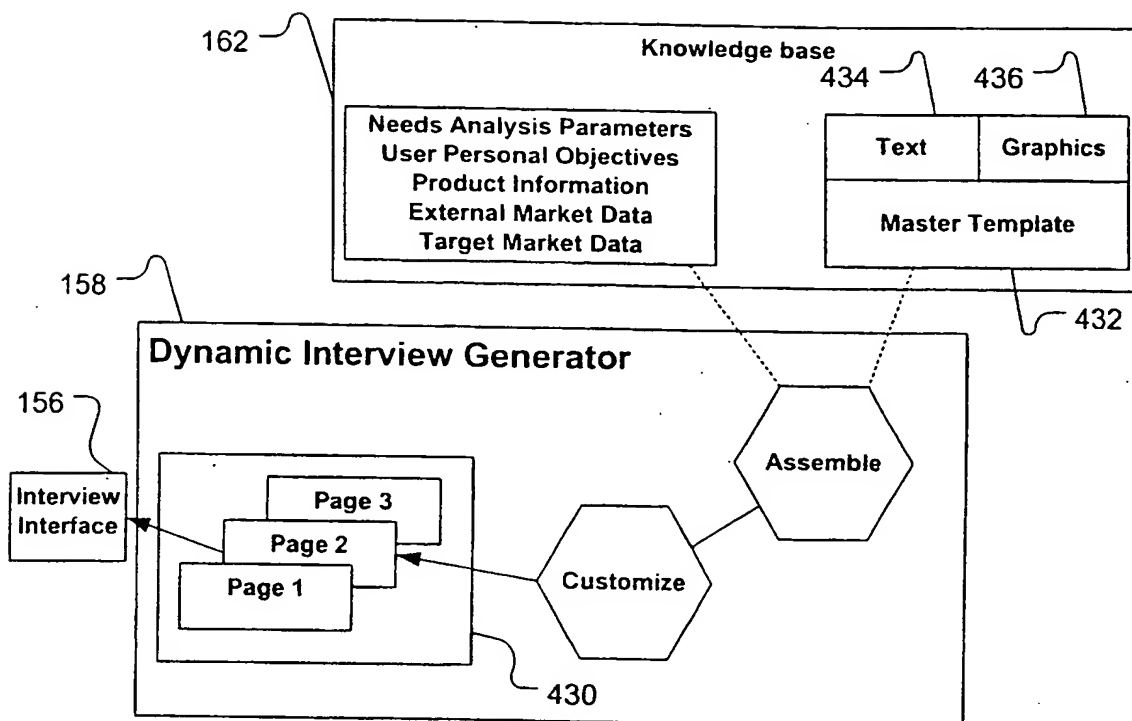 162
Knowledge base
434
436
Needs Analysis Parameters
User Personal Objectives
Product Information
External Market Data
Target Market Data
Text
Graphics
Master Template
158
432
Dynamic Interview Generator
156
Assemble
Interview
Interface
Page 3
Page 2
Page 1
Customize
430